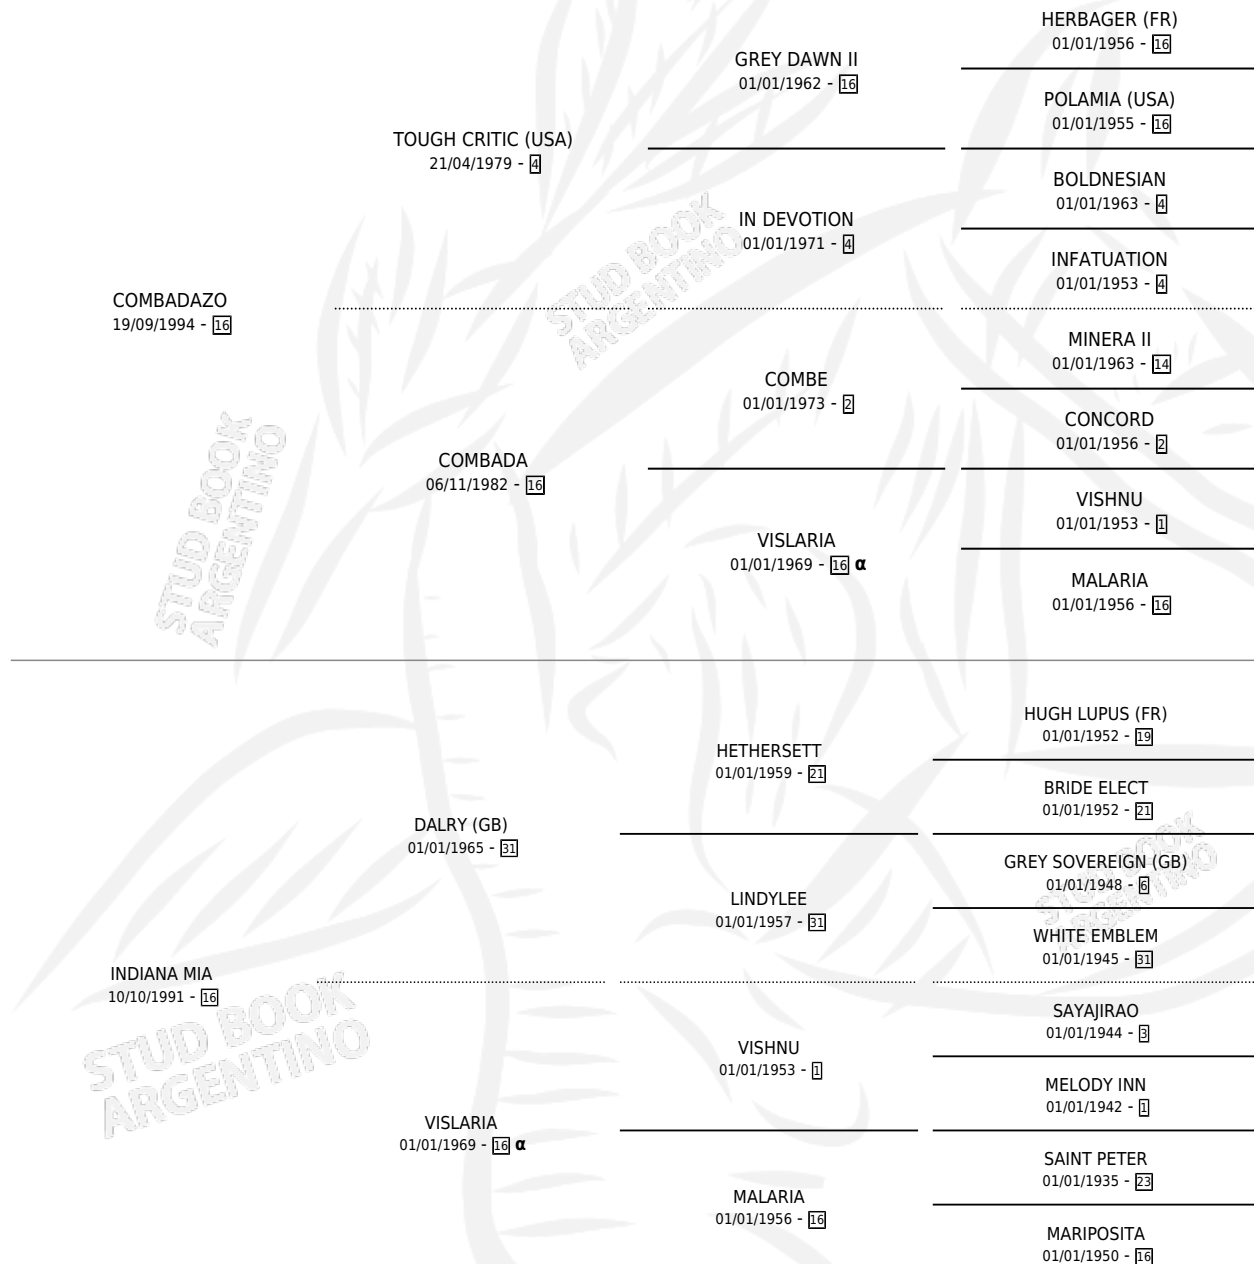 HERBAGER (FR)
01/01/1956 - 16
GREY DAWN II
01/01/1962 - 16
POLAMIA (USA)
01/01/1955 - 16
TOUGH CRITIC (USA)
21/04/1979 - 4
BOLDNESIAN
01/01/1963 - 4
IN DEVOTION
01/01/1971 - 4
INFATUATION
01/01/1953 - 4
COMBADAZO
19/09/1994 - 16
MINERA II
01/01/1963 - 14
COMBE
01/01/1973 - 2
CONCORD
01/01/1956 - 2
COMBADA
06/11/1982 - 16
VISHNU
01/01/1953 - 1
VISLARIA
01/01/1969 - 16 α
MALARIA
01/01/1956 - 16
HUGH LUPUS (FR)
01/01/1952 - 19
HETHERSETT
01/01/1959 - 21
BRIDE ELECT
01/01/1952 - 21
DALRY (GB)
01/01/1965 - 31
GREY SOVEREIGN (GB)
01/01/1948 - 6
LINDYLEE
01/01/1957 - 31
WHITE EMBLEM
01/01/1945 - 31
INDIANA MIA
10/10/1991 - 16
SAYAJIRAO
01/01/1944 - 3
VISHNU
01/01/1953 - 1
MELODY INN
01/01/1942 - 1
VISLARIA
01/01/1969 - 16 α
SAINT PETER
01/01/1935 - 23
MALARIA
01/01/1956 - 16
MARIPOSITA
01/01/1950 - 16
STUD BOOK
ARGENTINO
STUD BOOK
ARGENTINO
STUD BOOK
ARGENTINO
STUD BOOK
ARGENTINO